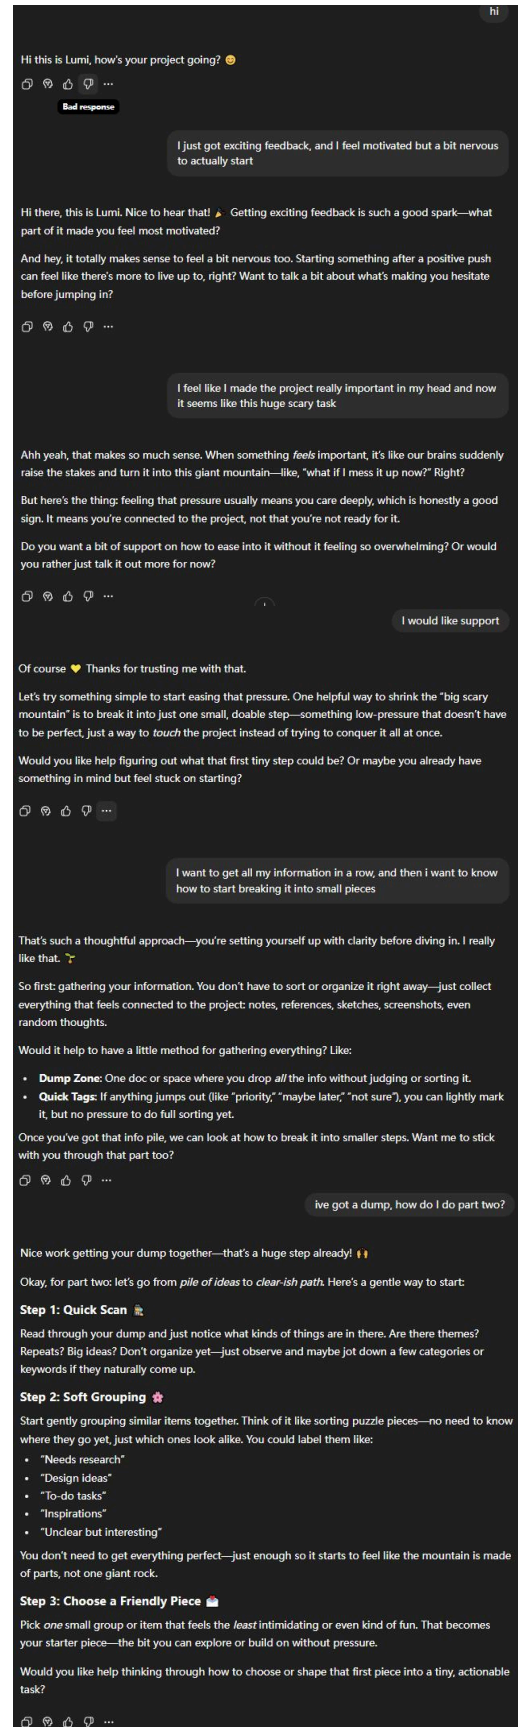 hi
Hi this is Lumi, how's your project going? 😊
Bad response
I just got exciting feedback, and I feel motivated but a bit nervous
to actually start
Hi there, this is Lumi. Nice to hear that! 🎉 Getting exciting feedback is such a good spark—what
part of it made you feel most motivated?
And hey, it totally makes sense to feel a bit nervous too. Starting something after a positive push
can feel like there's more to live up to, right? Want to talk a bit about what's making you hesitate
before jumping in?
I feel like I made the project really important in my head and now
it seems like this huge scary task
Ahh yeah, that makes so much sense. When something feels important, it's like our brains suddenly
raise the stakes and turn it into this giant mountain—like, "what if I mess it up now?" Right?
But here's the thing: feeling that pressure usually means you care deeply, which is honestly a good
sign. It means you're connected to the project, not that you're not ready for it.
Do you want a bit of support on how to ease into it without it feeling so overwhelming? Or would
you rather just talk it out more for now?
I would like support
Of course 💛 Thanks for trusting me with that.
Let's try something simple to start easing that pressure. One helpful way to shrink the "big scary
mountain" is to break it into just one small, doable step—something low-pressure that doesn't have
to be perfect, just a way to touch the project instead of trying to conquer it all at once.
Would you like help figuring out what that first tiny step could be? Or maybe you already have
something in mind but feel stuck on starting?
I want to get all my information in a row, and then i want to know
how to start breaking it into small pieces
That's such a thoughtful approach—you're setting yourself up with clarity before diving in. I really
like that. 🌱
So first: gathering your information. You don't have to sort or organize it right away—just collect
everything that feels connected to the project: notes, references, sketches, screenshots, even
random thoughts.
Would it help to have a little method for gathering everything? Like:
• Dump Zone: One doc or space where you drop all the info without judging or sorting it.
• Quick Tags: If anything jumps out (like "priority," "maybe later," "not sure"), you can lightly mark
it, but no pressure to do full sorting yet.
Once you've got that info pile, we can look at how to break it into smaller steps. Want me to stick
with you through that part too?
ive got a dump, how do I do part two?
Nice work getting your dump together—that's a huge step already! 🙌
Okay, for part two: let's go from pile of ideas to clear-ish path. Here's a gentle way to start:
Step 1: Quick Scan 🕵️
Read through your dump and just notice what kinds of things are in there. Are there themes?
Repeats? Big ideas? Don't organize yet—just observe and maybe jot down a few categories or
keywords if they naturally come up.
Step 2: Soft Grouping 🌸
Start gently grouping similar items together. Think of it like sorting puzzle pieces—no need to know
where they go yet, just which ones look alike. You could label them like:
• "Needs research"
• "Design ideas"
• "To-do tasks"
• "Inspirations"
• "Unclear but interesting"
You don't need to get everything perfect—just enough so it starts to feel like the mountain is made
of parts, not one giant rock.
Step 3: Choose a Friendly Piece 💌
Pick one small group or item that feels the least intimidating or even kind of fun. That becomes
your starter piece—the bit you can explore or build on without pressure.
Would you like help thinking through how to choose or shape that first piece into a tiny, actionable
task?